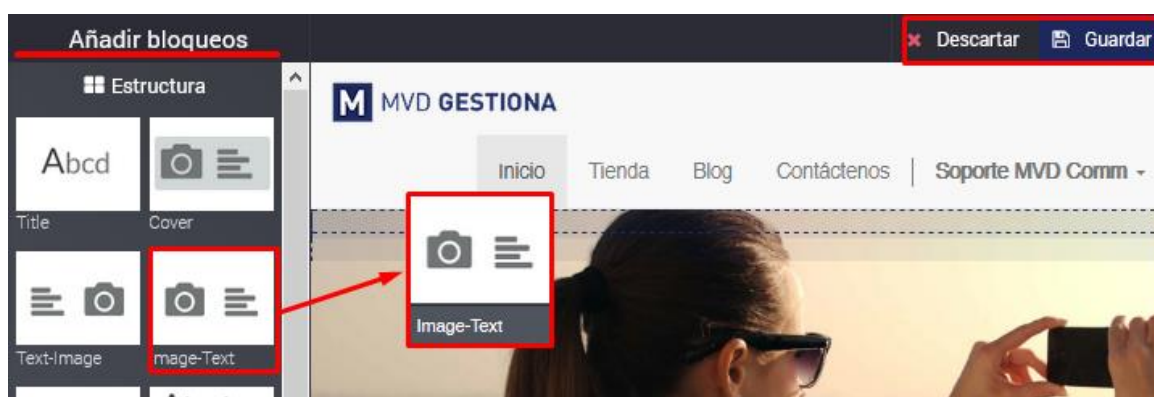 Añadir bloqueos
Descartar
Guardar
Estructura
M MVD GESTIONA
Abcd
Inicio
Tienda
Blog
Contáctenos
Soporte MVD Comm
Title
Cover
Text-Image
mage-Text
Image-Text